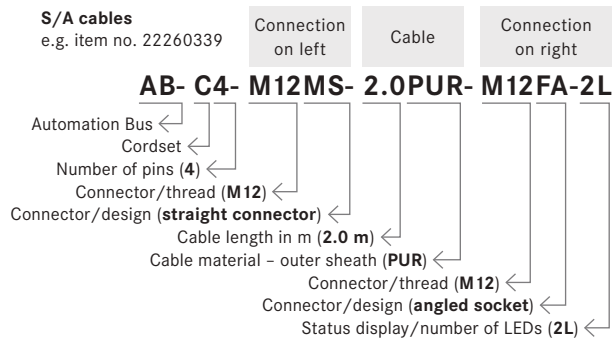 S/A cables
e.g. item no. 22260339
Connection
on left
Cable
Connection
on right
AB- C4- M12MS- 2.0PUR- M12FA-2L
Automation Bus
Cordset
Number of pins (4)
Connector/thread (M12)
Connector/design (straight connector)
Cable length in m (2.0 m)
Cable material – outer sheath (PUR)
Connector/thread (M12)
Connector/design (angled socket)
Status display/number of LEDs (2L)